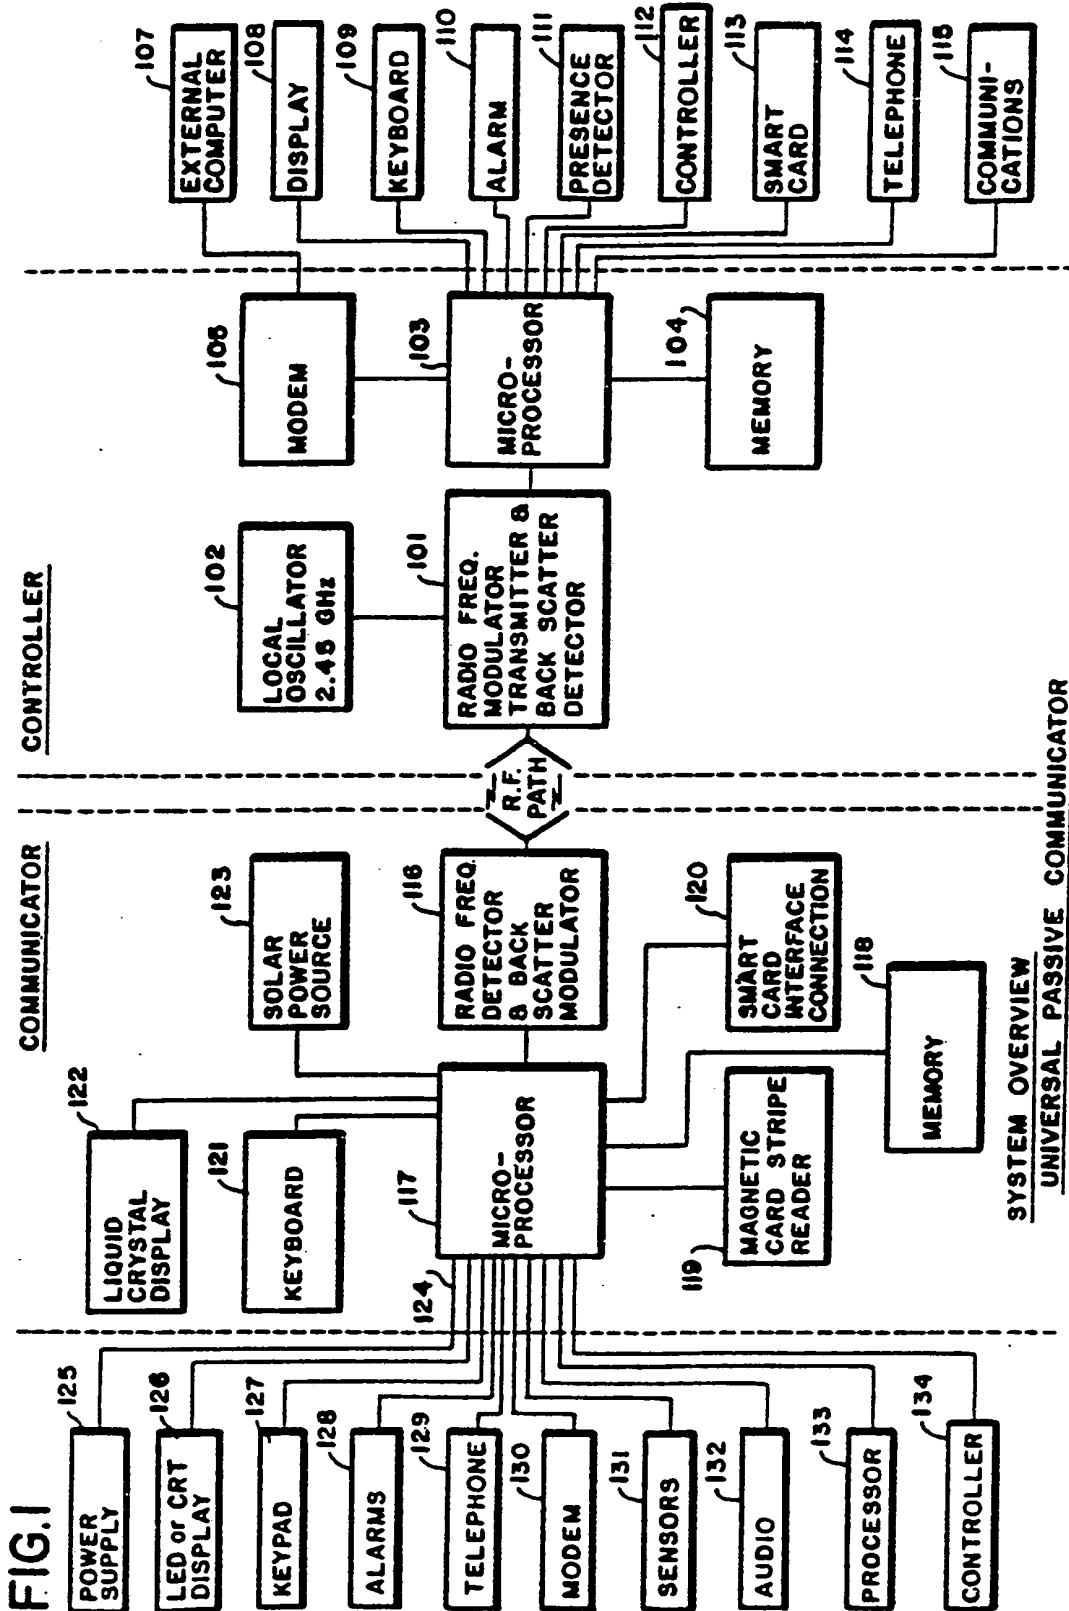 FIG.1
COMMUNICATOR
CONTROLLER
125
POWER
SUPPLY
126
LED or CRT
DISPLAY
127
KEYPAD
128
ALARMS
129
TELEPHONE
130
MODEM
131
SENSORS
132
AUDIO
133
PROCESSOR
134
CONTROLLER
124
122
LIQUID
CRYSTAL
DISPLAY
121
KEYBOARD
117
MICRO-
PROCESSOR
119
MAGNETIC
CARD STRIPE
READER
123
SOLAR
POWER
SOURCE
116
RADIO FREQ.
DETECTOR
& BACK
SCATTER
MODULATOR
120
SMART
CARD
INTERFACE
CONNECTION
118
MEMORY
R.F.
PATH
102
LOCAL
OSCILLATOR
2.45 GHz
101
RADIO FREQ.
MODULATOR
TRANSMITTER &
BACK SCATTER
DETECTOR
105
MODEM
103
MICRO-
PROCESSOR
104
MEMORY
107
EXTERNAL
COMPUTER
108
DISPLAY
109
KEYBOARD
110
ALARM
111
PRESENCE
DETECTOR
112
CONTROLLER
113
SMART
CARD
114
TELEPHONE
115
COMMUNI-
CATIONS
SYSTEM OVERVIEW
UNIVERSAL PASSIVE COMMUNICATOR